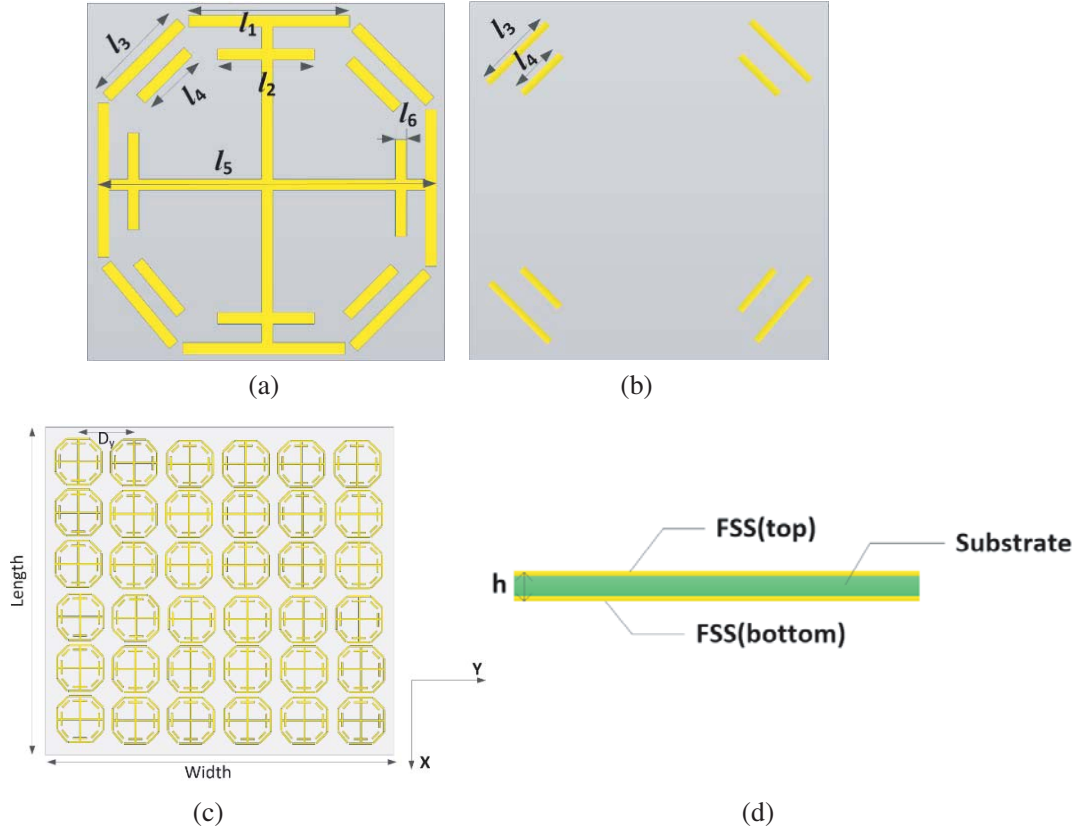 l1
l3
l4
l2
l6
l5
(a)
l3
l4
(b)
Dy
Length
Width
Y
X
(c)
FSS(top)
Substrate
h
FSS(bottom)
(d)